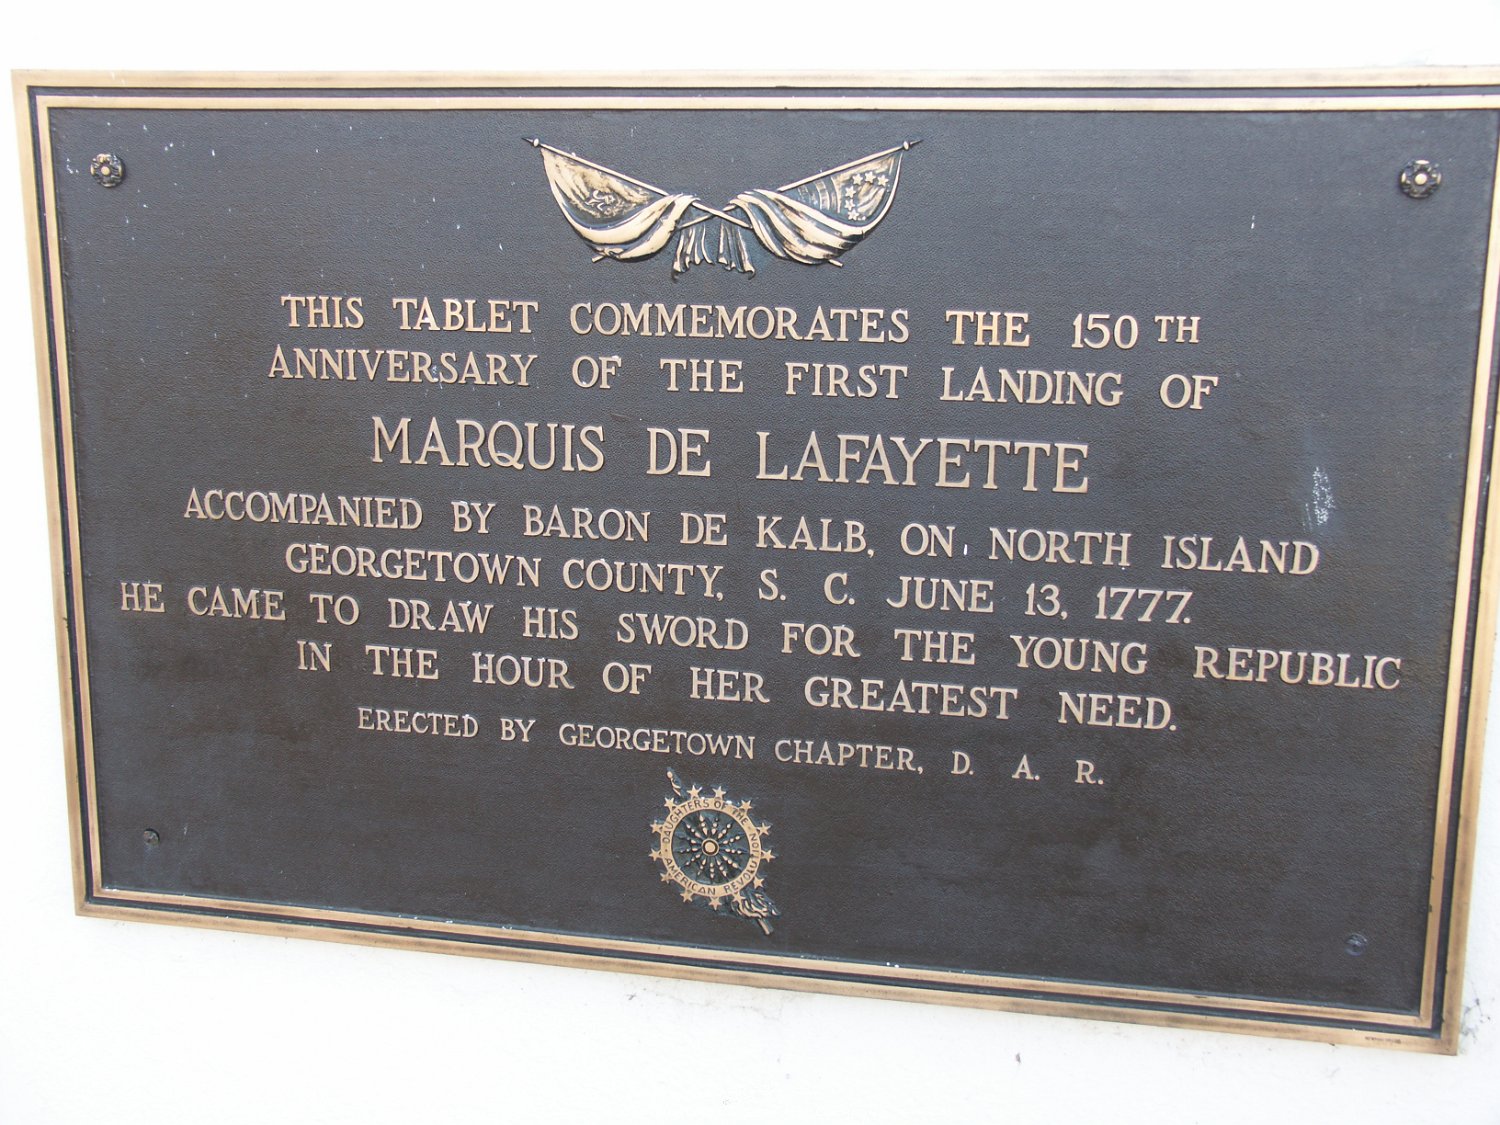 THIS TABLET COMMEMORATES THE 150TH
ANNIVERSARY OF THE FIRST LANDING OF
MARQUIS DE LAFAYETTE
ACCOMPANIED BY BARON DE KALB, ON NORTH ISLAND
GEORGETOWN COUNTY, S. C. JUNE 13, 1777.
HE CAME TO DRAW HIS SWORD FOR THE YOUNG REPUBLIC
IN THE HOUR OF HER GREATEST NEED.
ERECTED BY GEORGETOWN CHAPTER, D. A. R.
DAUGHTERS OF THE
AMERICAN REVOLUTION